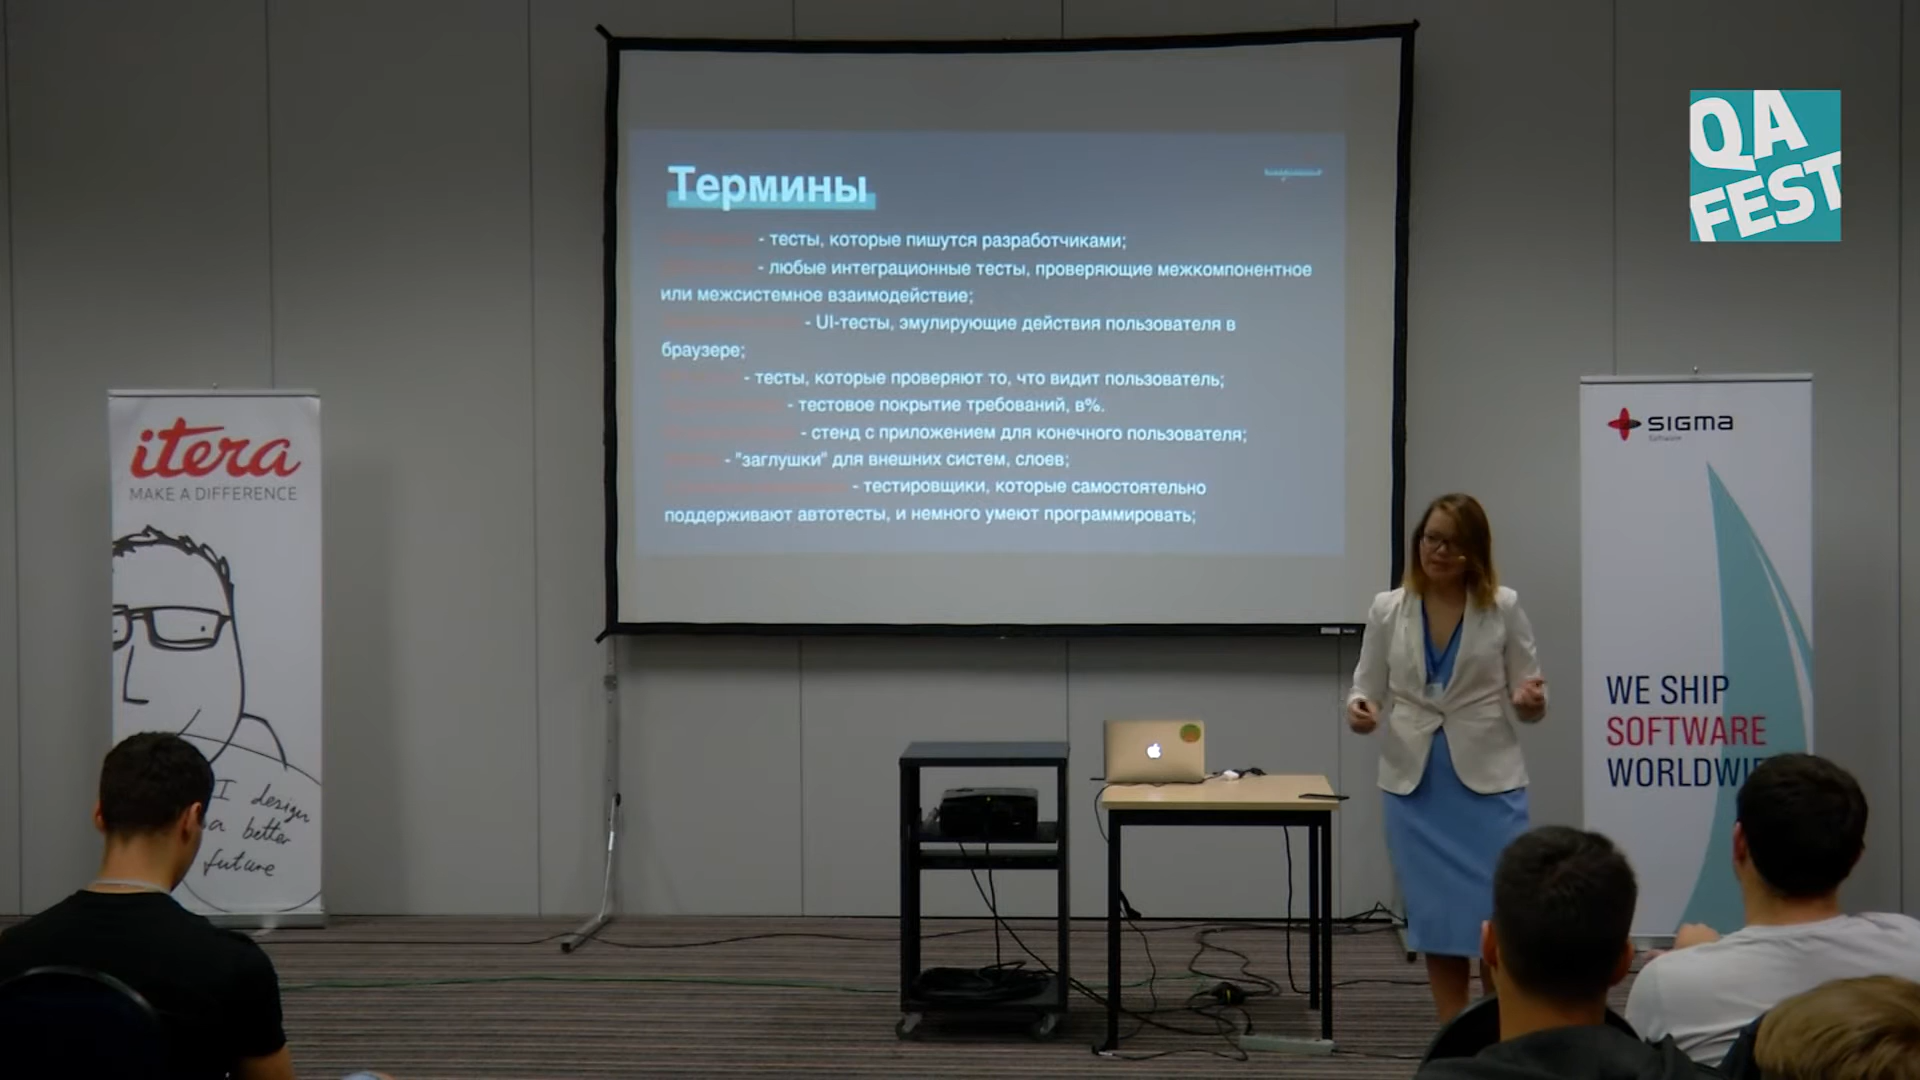 QA
FEST
Термины
- тесты, которые пишутся разработчиками;
- любые интеграционные тесты, проверяющие межкомпонентное
или межсистемное взаимодействие;
- UI-тесты, эмулирующие действия пользователя в
браузере;
- тесты, которые проверяют то, что видит пользователь;
- тестовое покрытие требований, в%.
- стенд с приложением для конечного пользователя;
- "заглушки" для внешних систем, слоев;
- тестировщики, которые самостоятельно
поддерживают автотесты, и немного умеют программировать;
itera
MAKE A DIFFERENCE
I design
a better
future
SIGMA
Software
WE SHIP
SOFTWARE